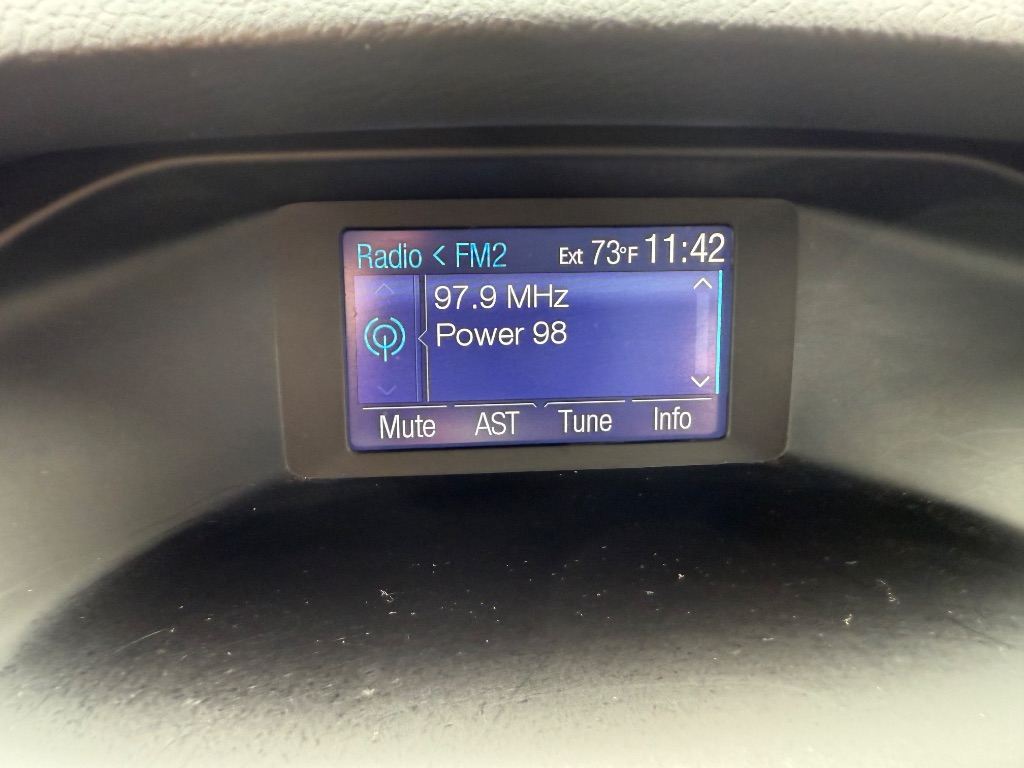 Radio < FM2 Ext 73°F 11:42
97.9 MHz
Power 98
Mute AST Tune Info